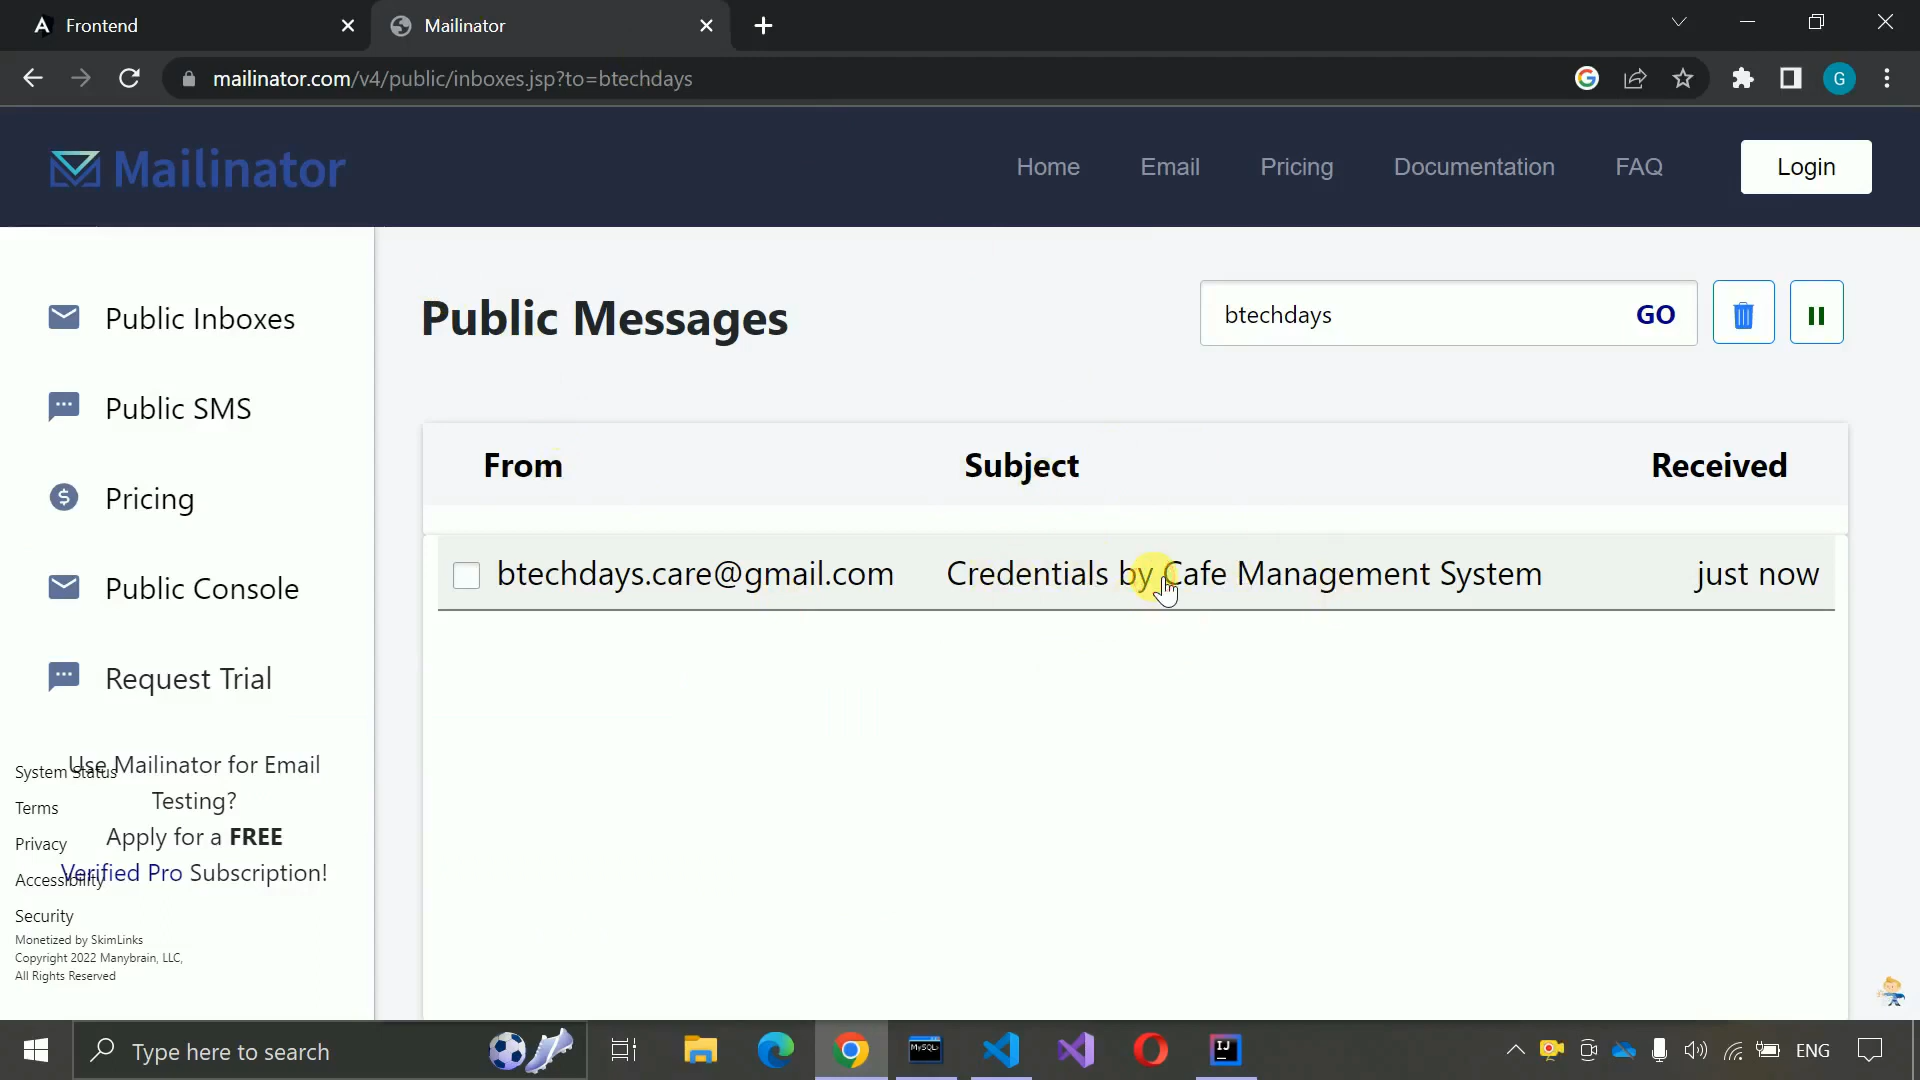 Frontend
Mailinator
mailinator.com/v4/public/inboxes.jsp?to=btechdays
G
Mailinator
Home
Email
Pricing
Documentation
FAQ
Login
Public Inboxes
Public SMS
Pricing
Public Console
Request Trial
Use Mailinator for Email
Testing?
Apply for a FREE
Verified Pro Subscription!
System Status
Terms
Privacy
Accessibility
Security
Monetized by SkimLinks
Copyright 2022 Manybrain, LLC,
All Rights Reserved
Public Messages
btechdays
GO
From
Subject
Received
btechdays.care@gmail.com
Credentials by Cafe Management System
just now
Type here to search
MySQL
IJ
ENG